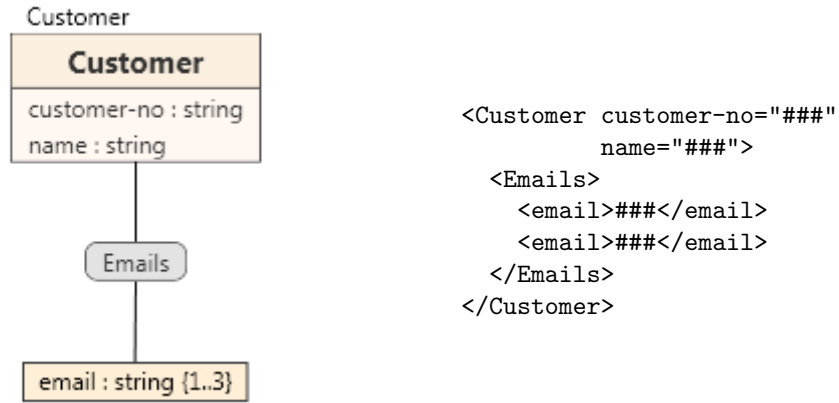 Customer
Customer
customer-no : string
name : string
Emails
email : string {1..3}
<Customer customer-no="###"
name="###">
<Emails>
<email>###</email>
<email>###</email>
</Emails>
</Customer>